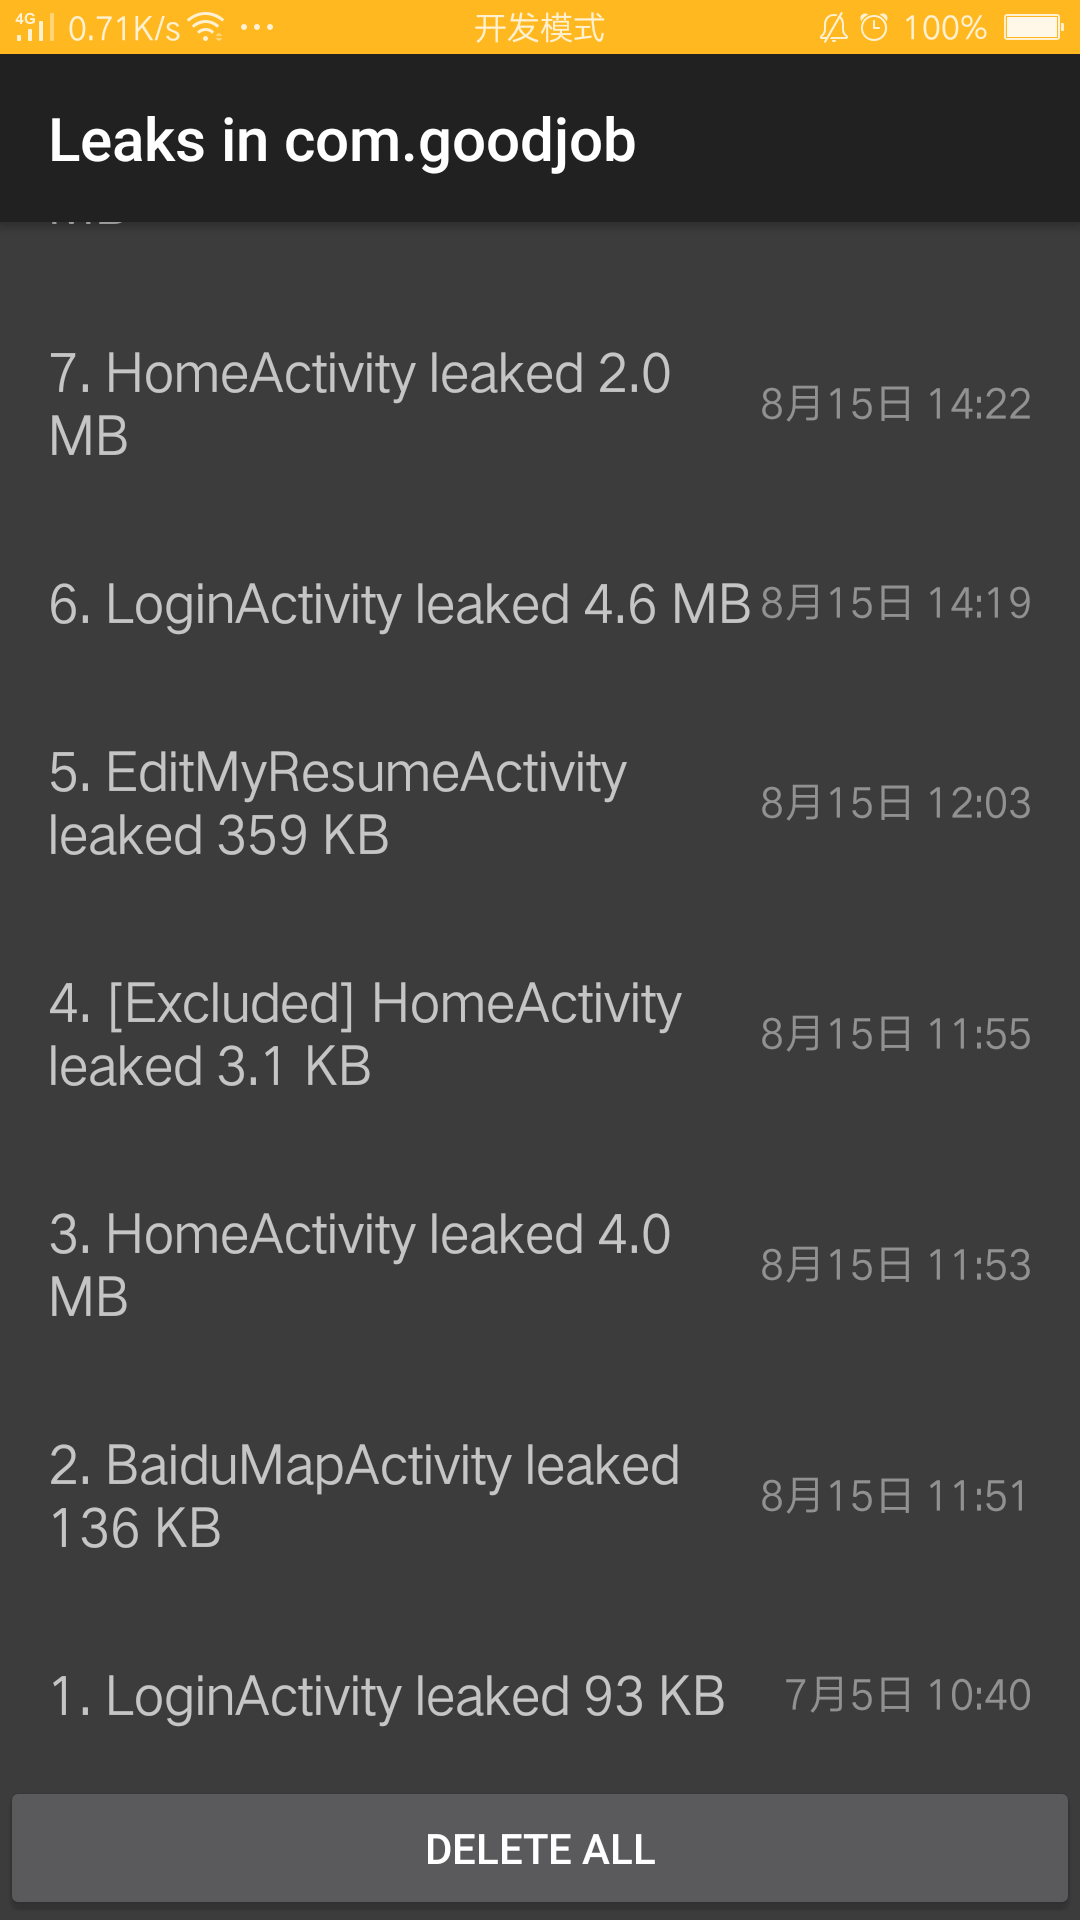 4G 0.71K/s ... 开发模式 100%
Leaks in com.goodjob
7. HomeActivity leaked 2.0
MB
8月15日 14:22
6. LoginActivity leaked 4.6 MB 8月15日 14:19
5. EditMyResumeActivity
leaked 359 KB
8月15日 12:03
4. [Excluded] HomeActivity
leaked 3.1 KB
8月15日 11:55
3. HomeActivity leaked 4.0
MB
8月15日 11:53
2. BaiduMapActivity leaked
136 KB
8月15日 11:51
1. LoginActivity leaked 93 KB 7月5日 10:40
DELETE ALL